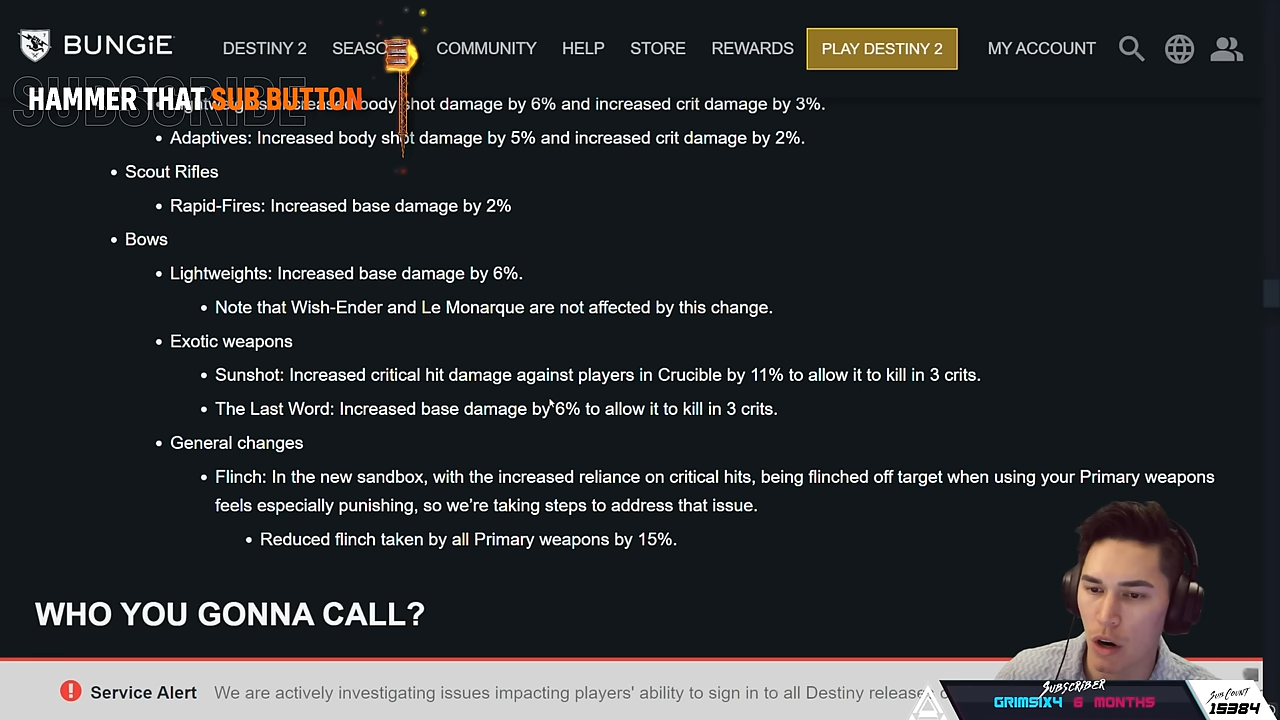 BUNGiE DESTINY 2 COMMUNITY HELP STORE REWARDS PLAY DESTINY 2 MY ACCOUNT
SUBSCRIBE
HAMMER THAT SUB BUTTON
body shot damage by 6% and increased crit damage by 3%.
• Adaptives: Increased body shot damage by 5% and increased crit damage by 2%.
• Scout Rifles
• Rapid-Fires: Increased base damage by 2%
• Bows
• Lightweights: Increased base damage by 6%.
• Note that Wish-Ender and Le Monarque are not affected by this change.
• Exotic weapons
• Sunshot: Increased critical hit damage against players in Crucible by 11% to allow it to kill in 3 crits.
• The Last Word: Increased base damage by 6% to allow it to kill in 3 crits.
• General changes
• Flinch: In the new sandbox, with the increased reliance on critical hits, being flinched off target when using your Primary weapons
feels especially punishing, so we’re taking steps to address that issue.
• Reduced flinch taken by all Primary weapons by 15%.
WHO YOU GONNA CALL?
Service Alert We are actively investigating issues impacting players' ability to sign in to all Destiny
SUBSCRIBER
GRIMSIX4 6 MONTHS
SUB COUNT
15384